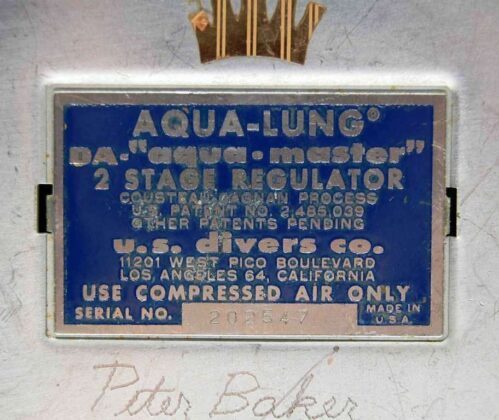 AQUA-LUNG®
DA-"aqua•master"
2 STAGE REGULATOR
COUSTEAU-GAGNAN PROCESS
U.S. PATENT NO. 2,485,039
OTHER PATENTS PENDING
u.s. divers co.
11201 WEST PICO BOULEVARD
LOS ANGELES 64, CALIFORNIA
USE COMPRESSED AIR ONLY
SERIAL NO. 202547 MADE IN U.S.A.
Peter Baker